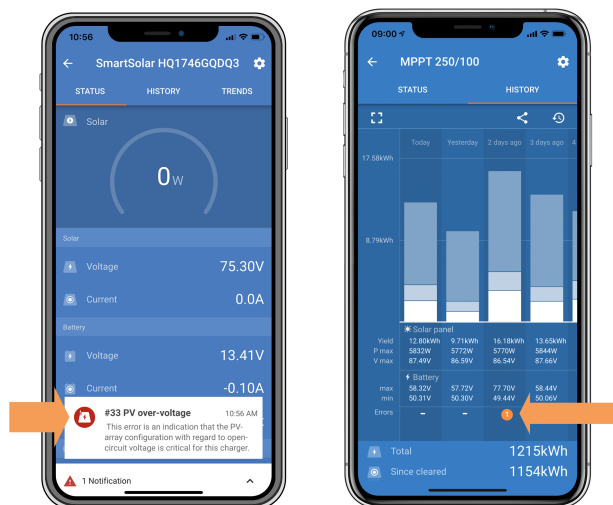 10:56
SmartSolar HQ1746GQDQ3
STATUS HISTORY TRENDS
Solar
0W
Solar
Voltage 75.30V
Current 0.0A
Battery
Voltage 13.41V
Current -0.10A
#33 PV over-voltage 10:56 AM
This error is an indication that the PV-
array configuration with regard to open-
circuit voltage is critical for this charger.
1 Notification
09:00
MPPT 250/100
STATUS HISTORY
Today Yesterday 2 days ago 3 days ago 4
17.58kWh
8.79kWh
Solar panel
Yield 12.80kWh 9.71kWh 16.18kWh 13.65kWh
P max 5832W 5772W 5770W 5844W
V max 87.49V 86.59V 86.54V 87.66V
Battery
max 58.32V 57.72V 77.70V 58.44V
min 50.31V 50.30V 49.44V 50.06V
Errors – – 1
Total 1215kWh
Since cleared 1154kWh